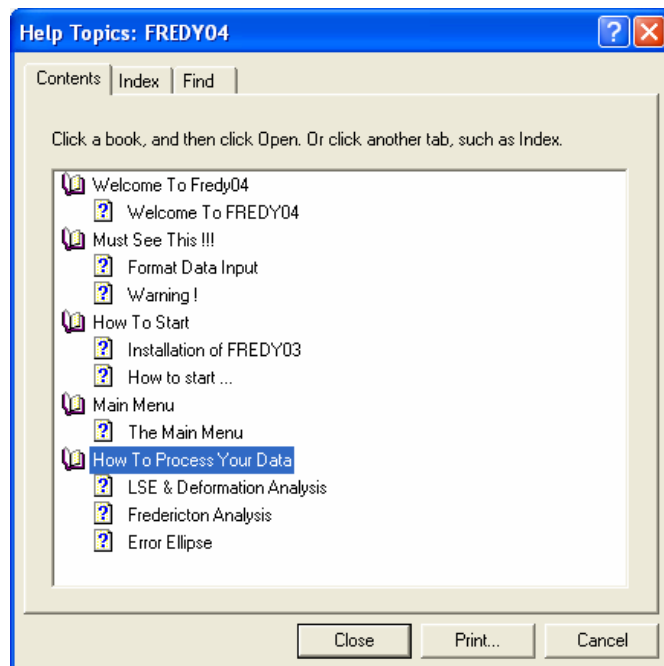 Help Topics: FREDY04
Contents Index Find
Click a book, and then click Open. Or click another tab, such as Index.
Welcome To Fredy04
Welcome To FREDY04
Must See This !!!
Format Data Input
Warning !
How To Start
Installation of FREDY03
How to start ...
Main Menu
The Main Menu
How To Process Your Data
LSE & Deformation Analysis
Fredericton Analysis
Error Ellipse
Close Print... Cancel